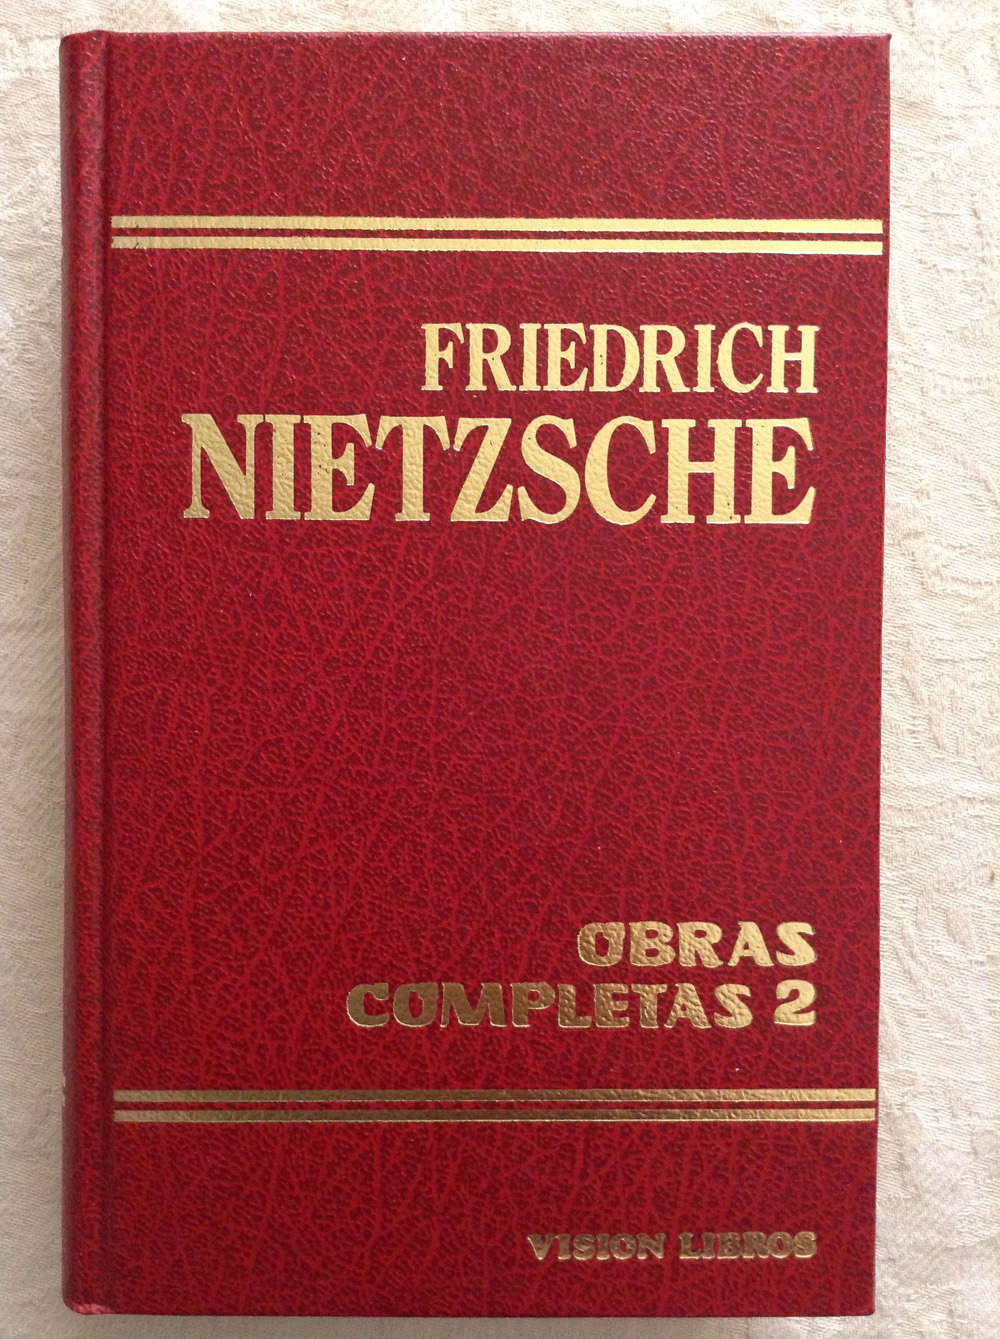 FRIEDRICH
NIETZSCHE
OBRAS
COMPLETAS 2
VISION LIBROS